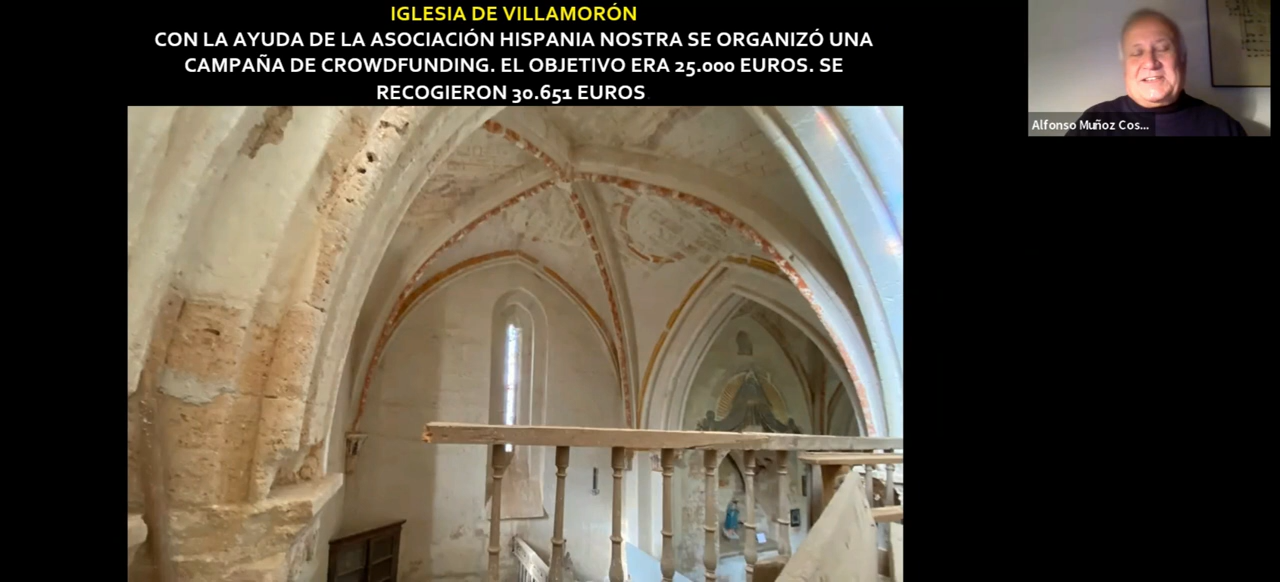 IGLESIA DE VILLAMORÓN
CON LA AYUDA DE LA ASOCIACIÓN HISPANIA NOSTRA SE ORGANIZÓ UNA
CAMPAÑA DE CROWDFUNDING. EL OBJETIVO ERA 25.000 EUROS. SE
RECOGIERON 30.651 EUROS
Alfonso Muñoz Cos...